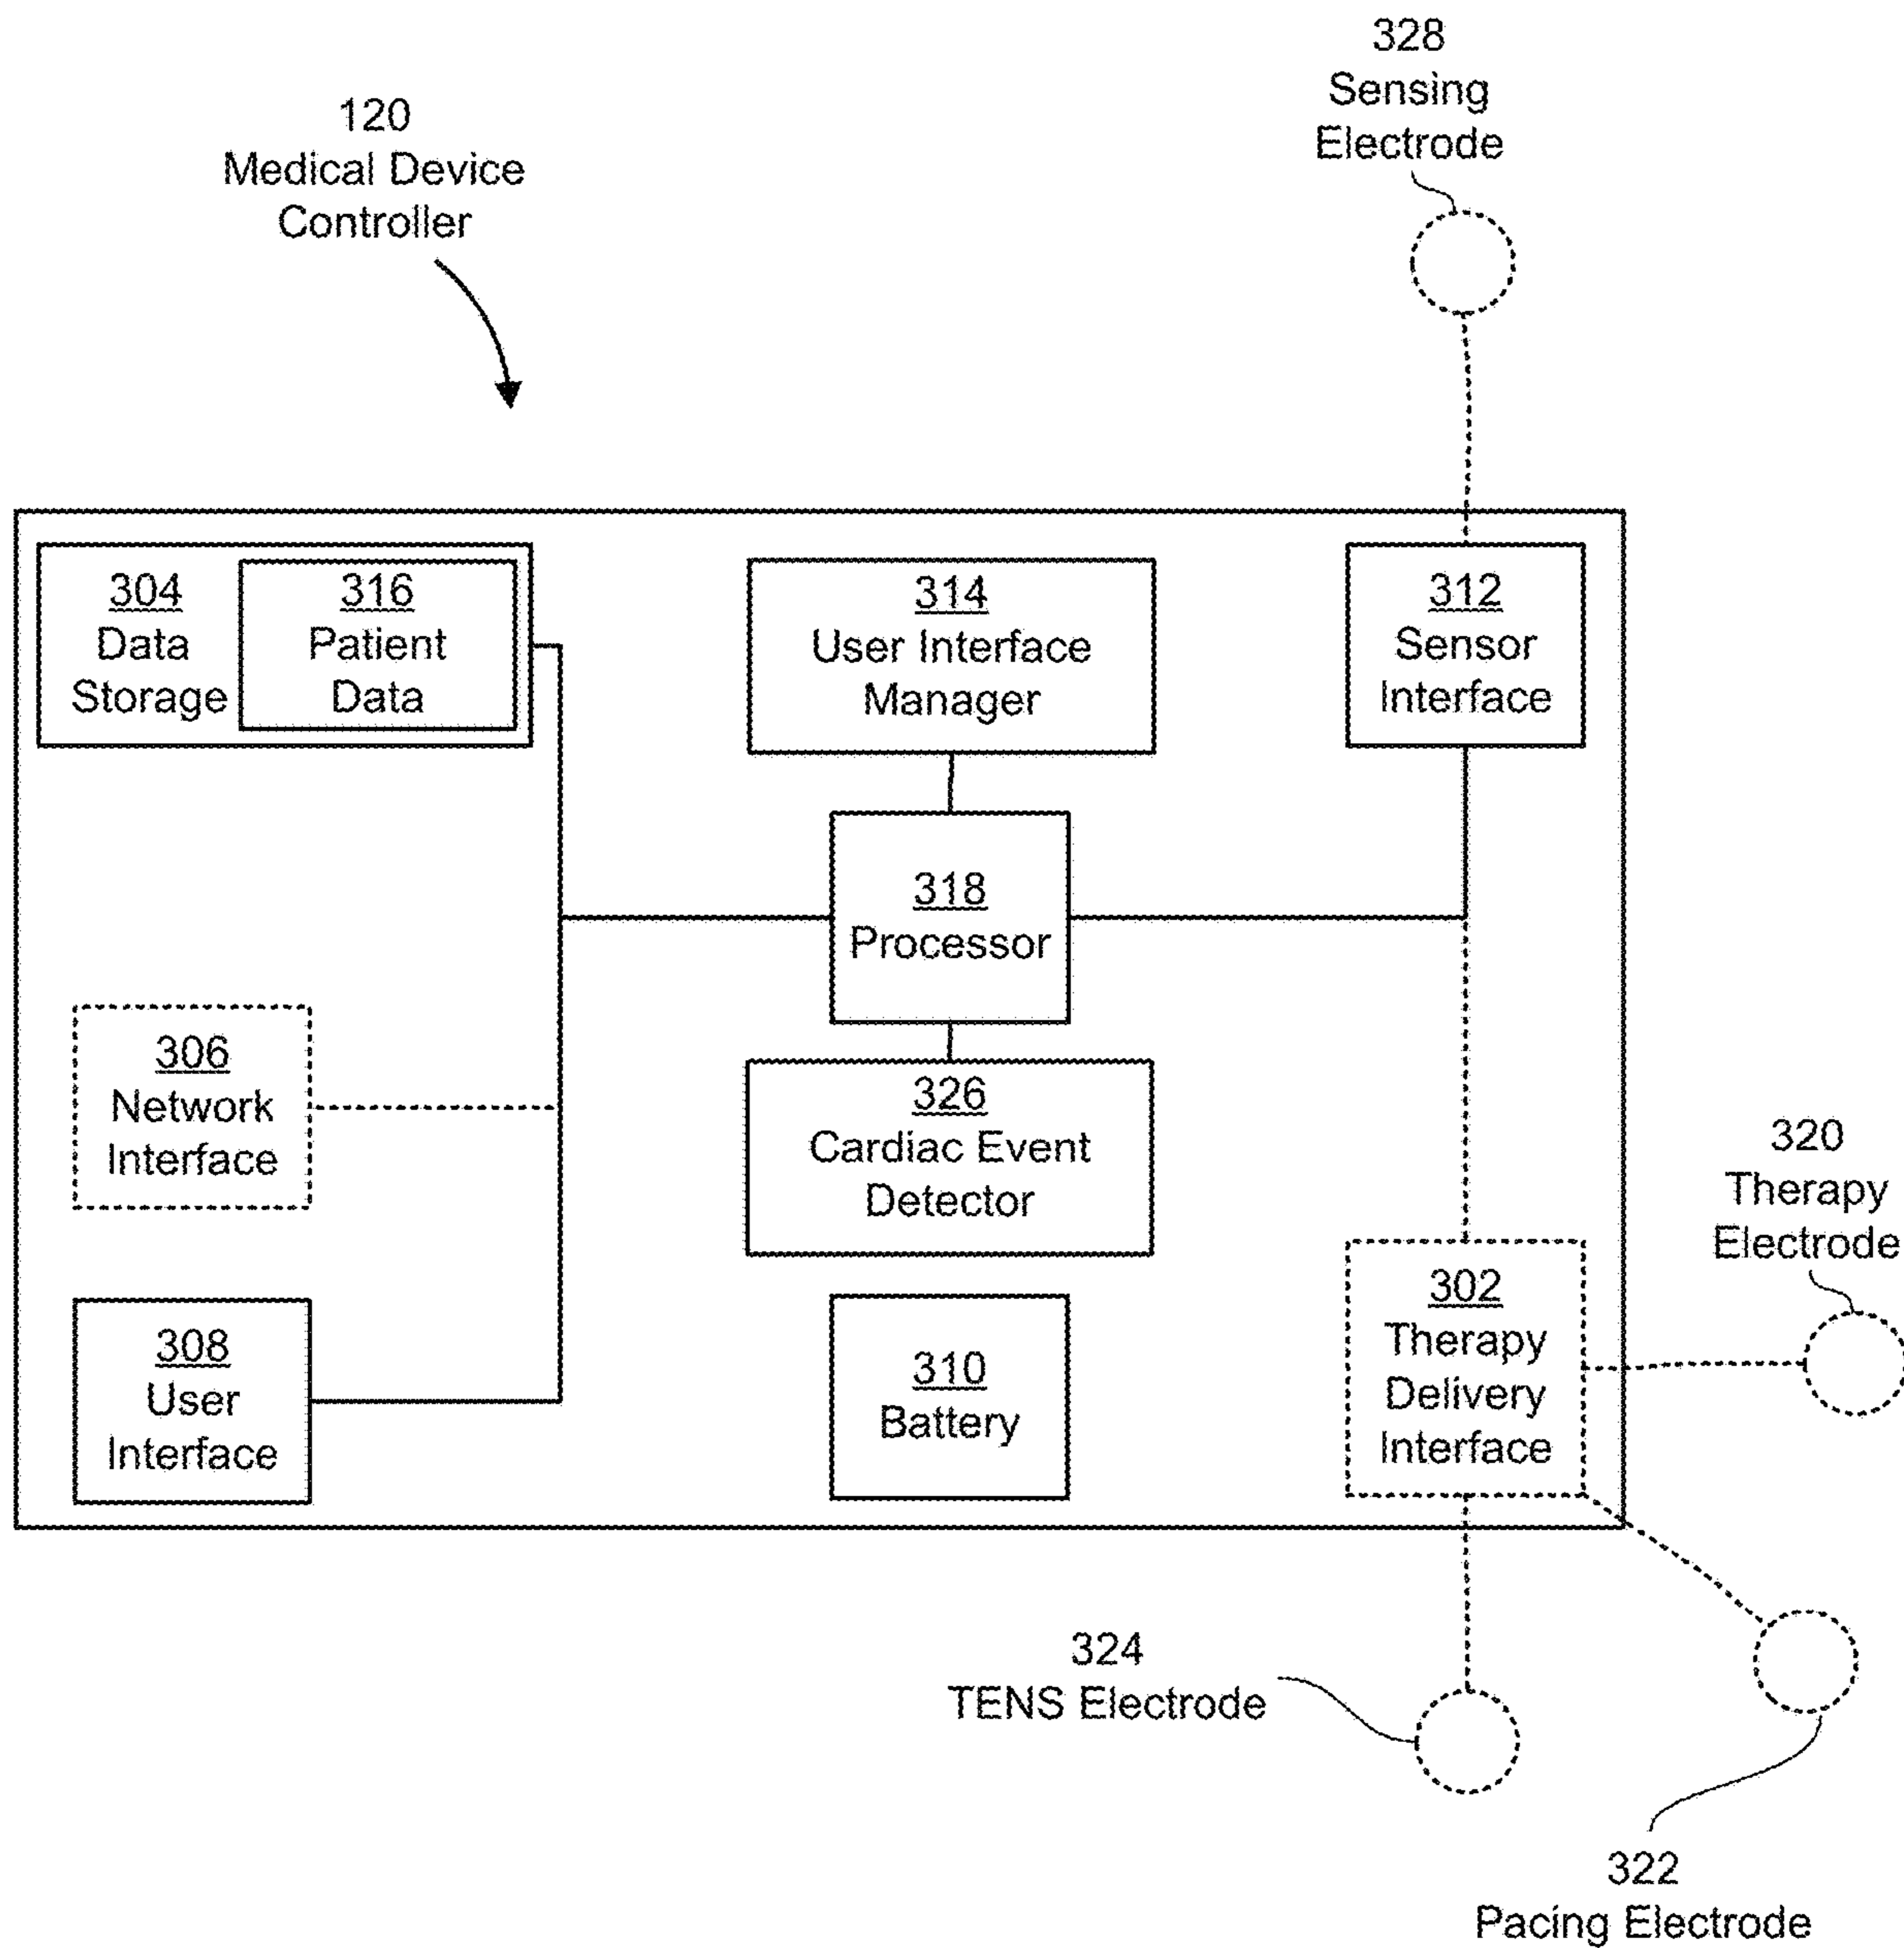 328
Sensing
Electrode
120
Medical Device
Controller
304
Data
Storage
316
Patient
Data
314
User Interface
Manager
312
Sensor
Interface
318
Processor
306
Network
Interface
326
Cardiac Event
Detector
320
Therapy
Electrode
308
User
Interface
310
Battery
302
Therapy
Delivery
Interface
324
TENS Electrode
322
Pacing Electrode